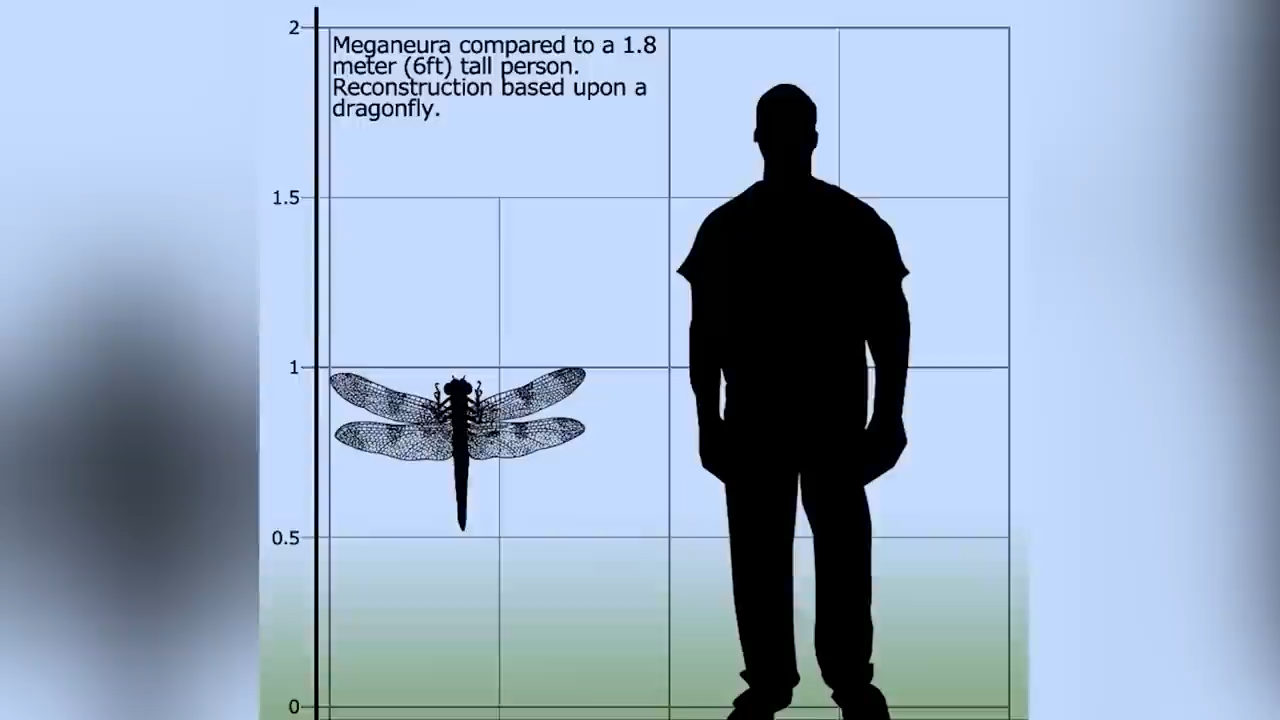 2
Meganeura compared to a 1.8
meter (6ft) tall person.
Reconstruction based upon a
dragonfly.
1.5
1
0.5
0